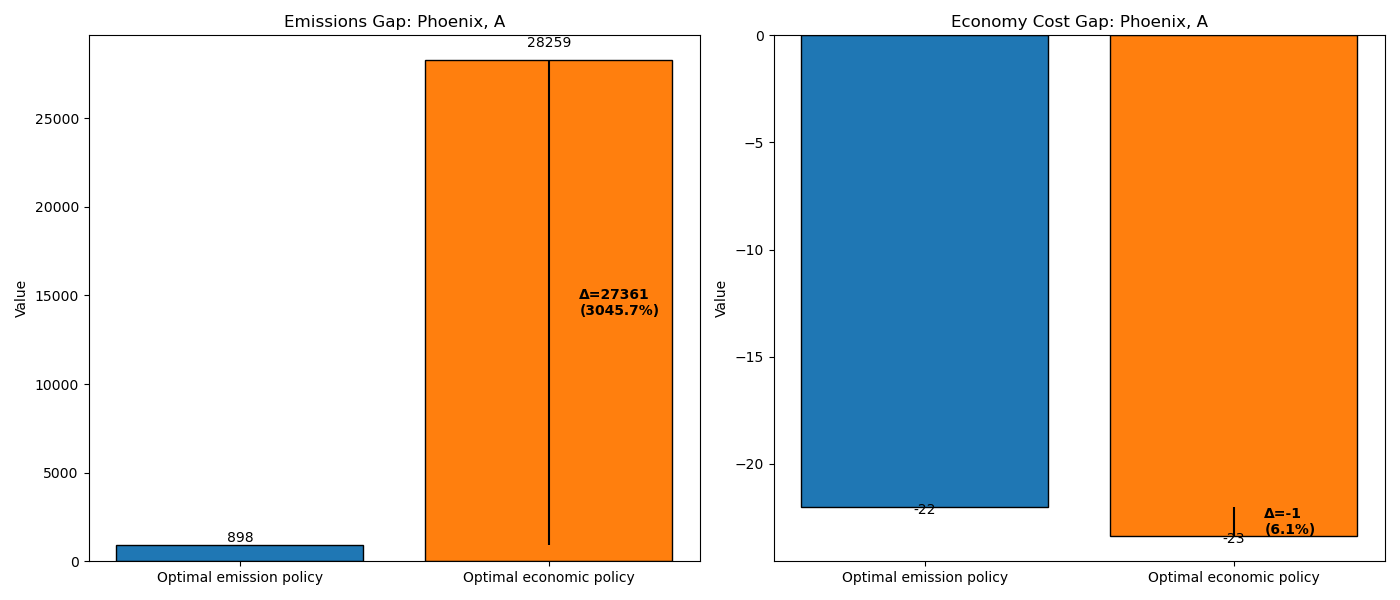 Emissions Gap: Phoenix, A
Value
25000
20000
15000
10000
5000
0
28259
Δ=27361
(3045.7%)
898
Optimal emission policy
Optimal economic policy
Economy Cost Gap: Phoenix, A
Value
0
−5
−10
−15
−20
-22
Δ=-1
(6.1%)
-23
Optimal emission policy
Optimal economic policy